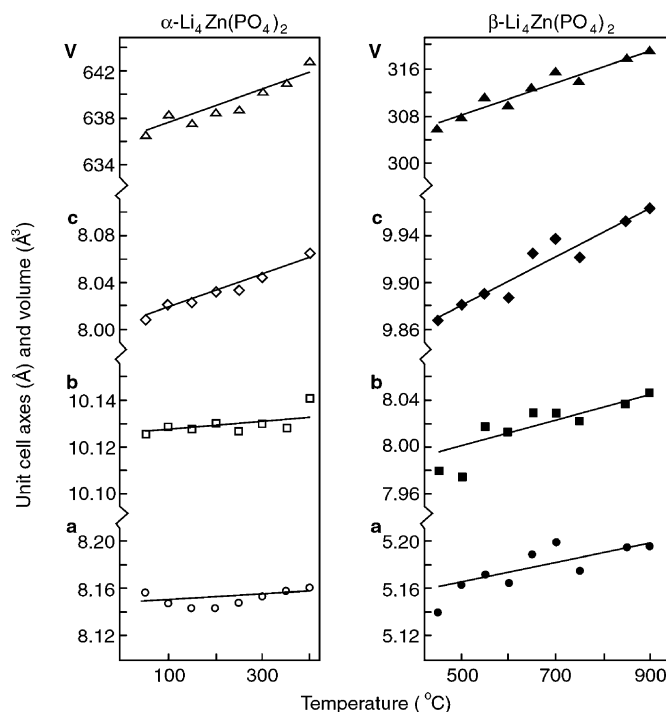 α-Li₄Zn(PO₄)₂
β-Li₄Zn(PO₄)₂
V
642
638
634
c
8.08
8.04
8.00
b
10.14
10.12
10.10
a
8.20
8.16
8.12
100
300
V
316
308
300
c
9.94
9.90
9.86
b
8.04
8.00
7.96
a
5.20
5.16
5.12
500
700
900
Unit cell axes (Å) and volume (Å³)
Temperature (°C)